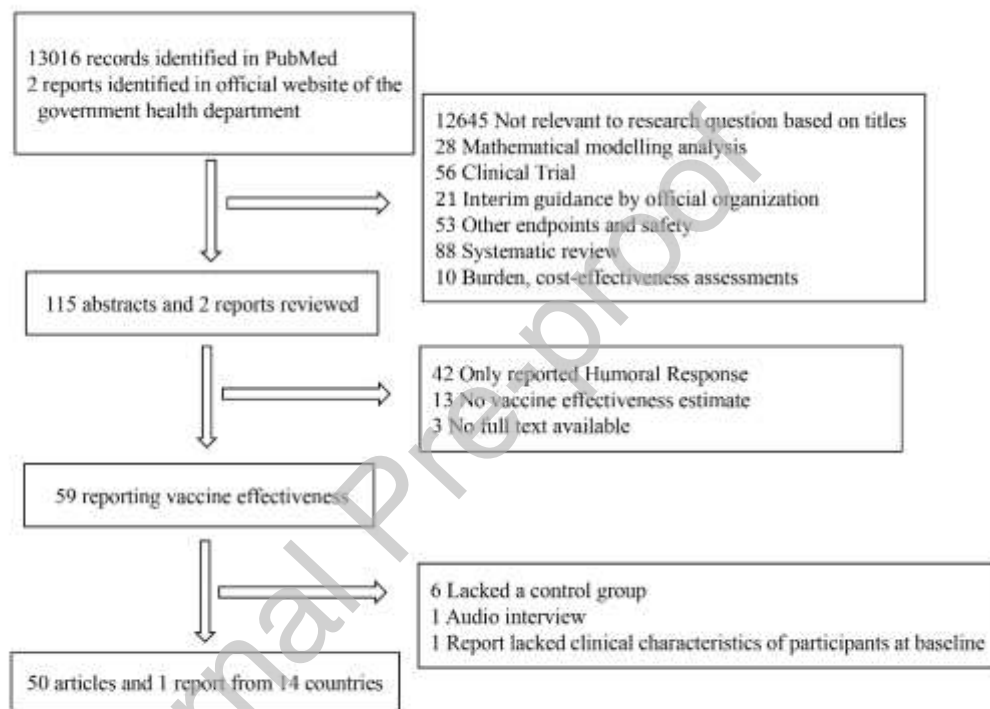 13016 records identified in PubMed
2 reports identified in official website of the
government health department
12645 Not relevant to research question based on titles
28 Mathematical modelling analysis
56 Clinical Trial
21 Interim guidance by official organization
53 Other endpoints and safety
88 Systematic review
10 Burden, cost-effectiveness assessments
115 abstracts and 2 reports reviewed
42 Only reported Humoral Response
13 No vaccine effectiveness estimate
3 No full text available
59 reporting vaccine effectiveness
6 Lacked a control group
1 Audio interview
1 Report lacked clinical characteristics of participants at baseline
50 articles and 1 report from 14 countries
rnal Pre-proof